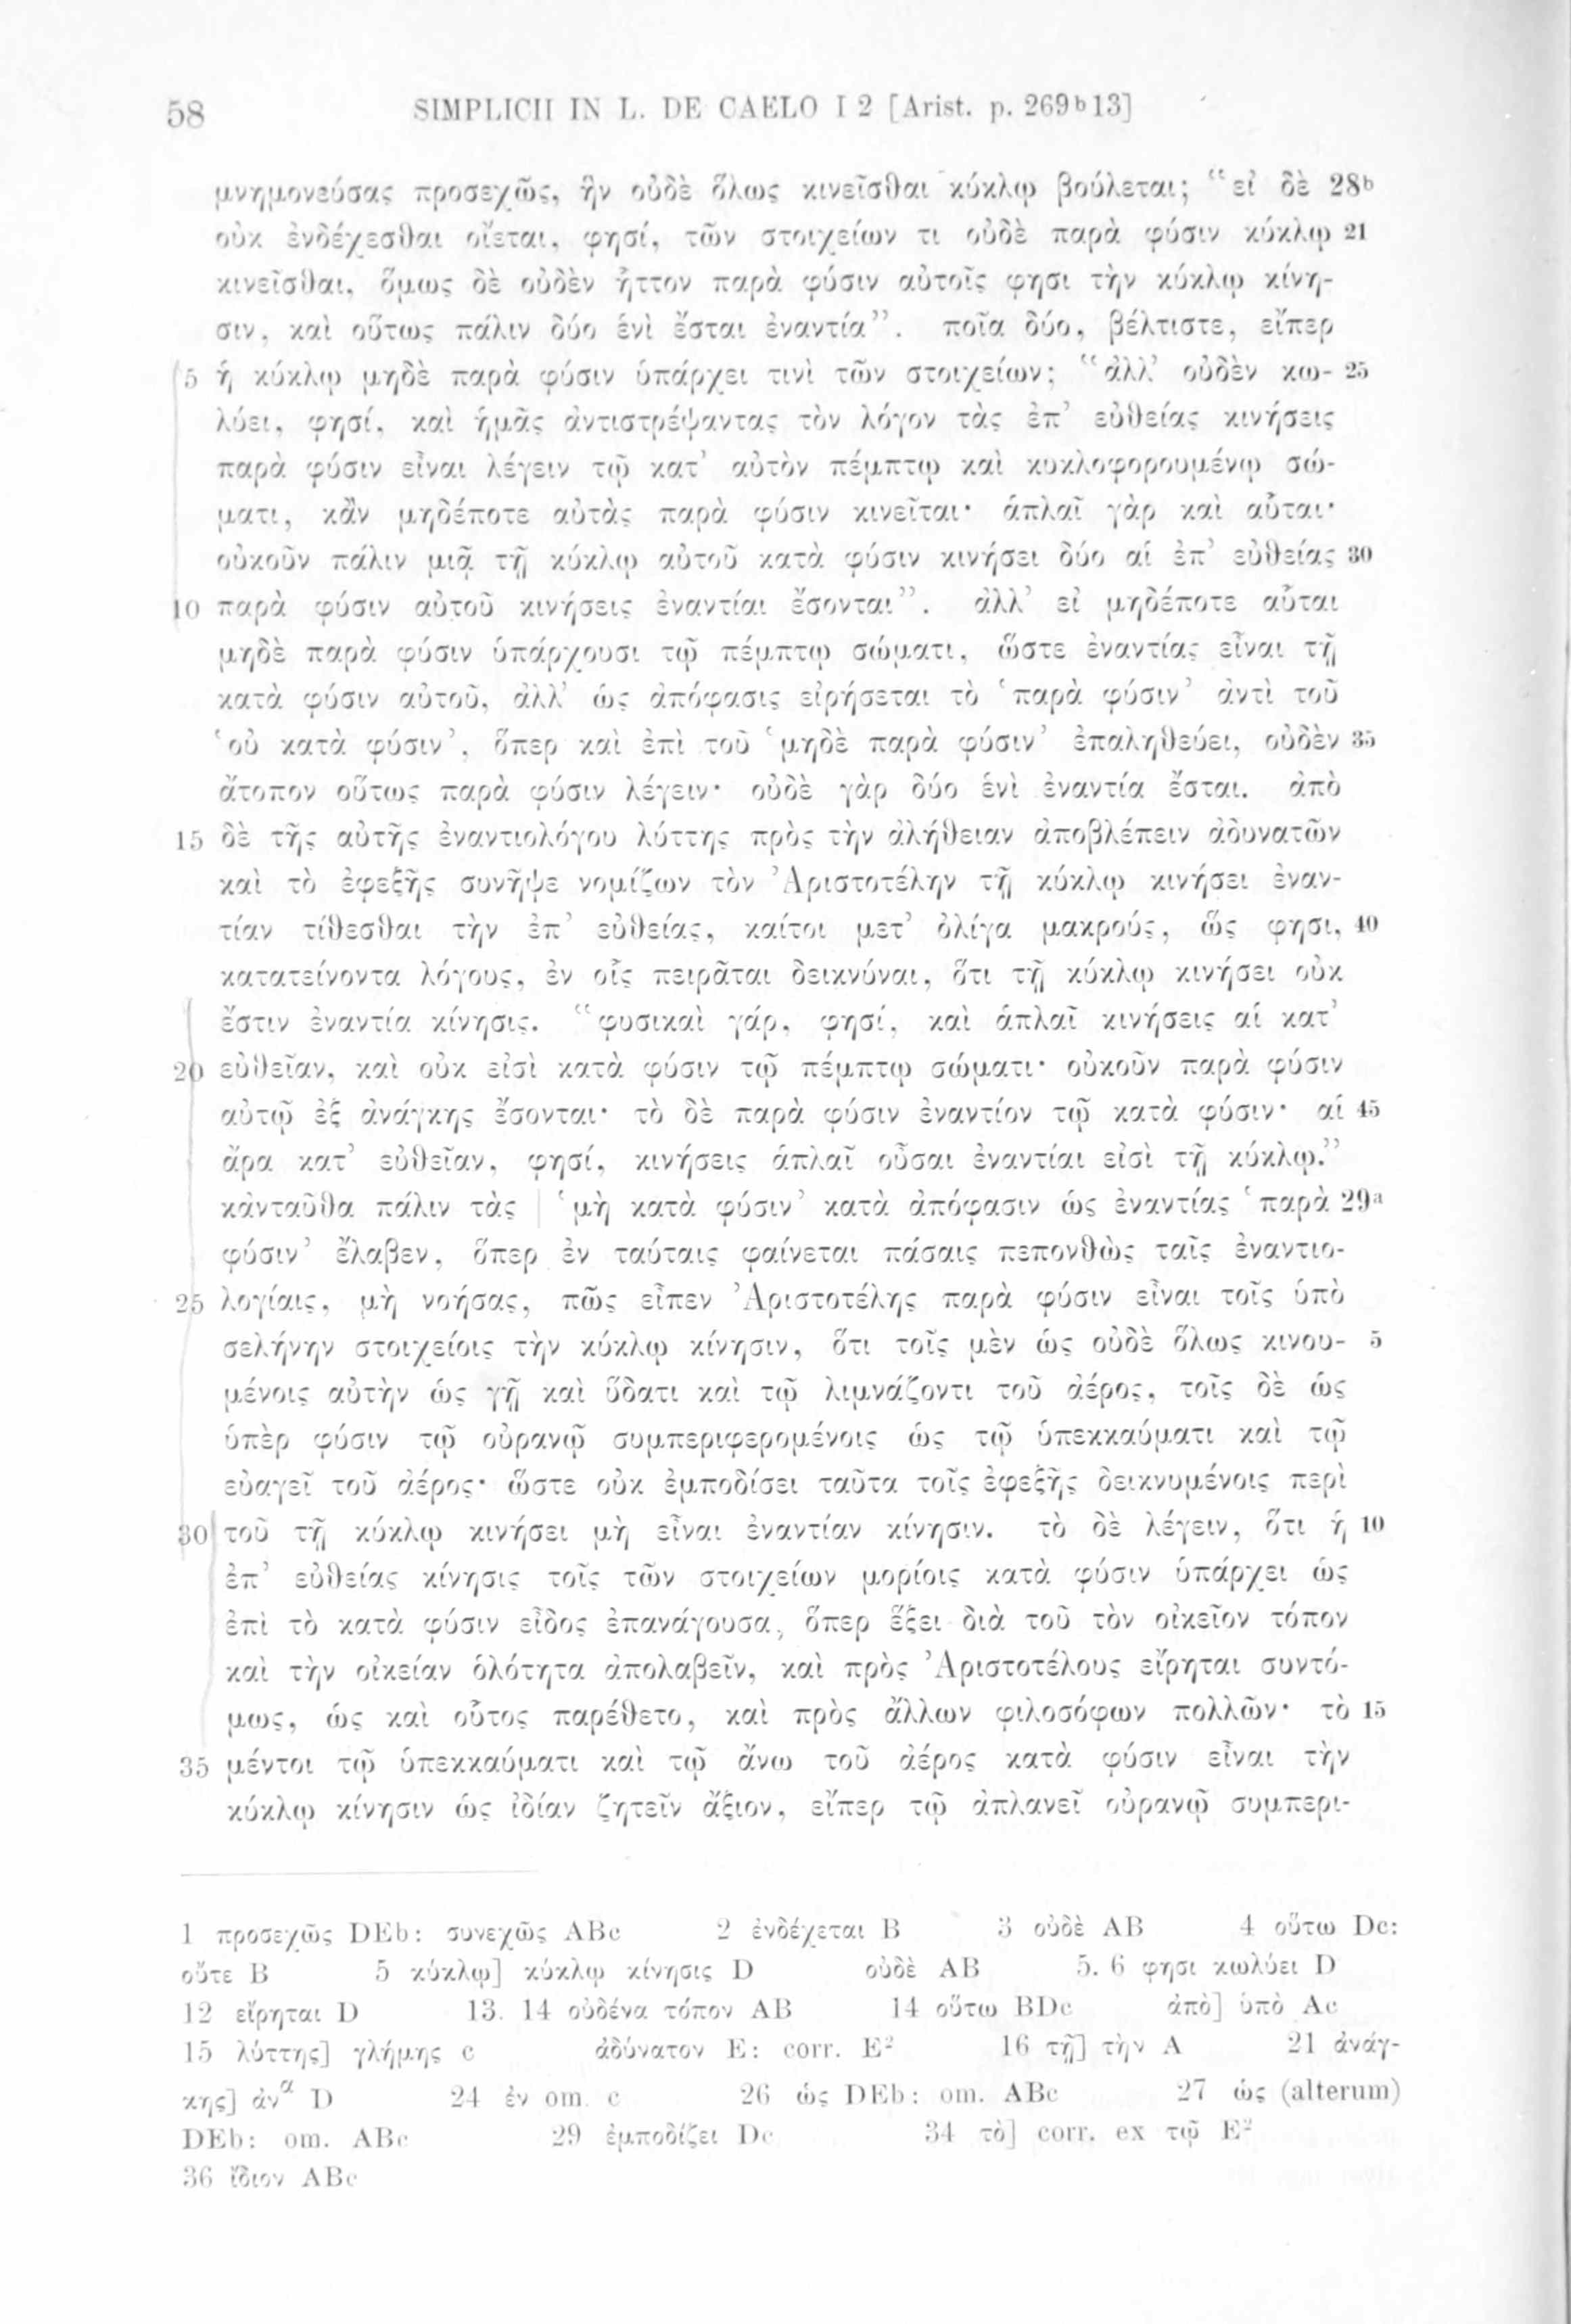 58 SIMPLICII IN L. DE CAELO I 2 [Arist. p. 269b13]
μνημονεύσας προσεχῶς, ἣν οὐδὲ ὅλως κινεῖσθαι κύκλῳ βούλεται; “εἰ δὲ 28b
οὐκ ἐνδέχεσθαι οἴεται, φησί, τῶν στοιχείων τι οὐδὲ παρὰ φύσιν κύκλῳ 21
κινεῖσθαι, ὅμως δὲ οὐδὲν ἧττον παρὰ φύσιν αὐτοῖς φησι τὴν κύκλῳ κίνη-
σιν, καὶ οὕτως πάλιν δύο ἑνὶ ἔσται ἐναντία”. ποῖα δύο, βέλτιστε, εἴπερ
5 ἡ κύκλῳ μηδὲ παρὰ φύσιν ὑπάρχει τινὶ τῶν στοιχείων; “ἀλλ’ οὐδὲν κω- 25
λύει, φησί, καὶ ἡμᾶς ἀντιστρέψαντας τὸν λόγον τὰς ἐπ’ εὐθείας κινήσεις
παρὰ φύσιν εἶναι λέγειν τῷ κατ’ αὐτὸν πέμπτῳ καὶ κυκλοφορουμένῳ σώ-
ματι, κἂν μηδέποτε αὐτὰς παρὰ φύσιν κινεῖται· ἁπλαῖ γὰρ καὶ αὗται·
οὐκοῦν πάλιν μιᾷ τῇ κύκλῳ αὐτοῦ κατὰ φύσιν κινήσει δύο αἱ ἐπ’ εὐθείας 30
10 παρὰ φύσιν αὐτοῦ κινήσεις ἐναντίαι ἔσονται”. ἀλλ’ εἰ μηδέποτε αὗται
μηδὲ παρὰ φύσιν ὑπάρχουσι τῷ πέμπτῳ σώματι, ὥστε ἐναντίας εἶναι τῇ
κατὰ φύσιν αὐτοῦ, ἀλλ’ ὡς ἀπόφασις εἰρήσεται τὸ ‘παρὰ φύσιν’ ἀντὶ τοῦ
‘οὐ κατὰ φύσιν’, ὅπερ καὶ ἐπὶ τοῦ ‘μηδὲ παρὰ φύσιν’ ἐπαληθεύει, οὐδὲν 35
ἄτοπον οὕτως παρὰ φύσιν λέγειν· οὐδὲ γὰρ δύο ἑνὶ ἐναντία ἔσται. ἀπὸ
15 δὲ τῆς αὐτῆς ἐναντιολόγου λύττης πρὸς τὴν ἀλήθειαν ἀποβλέπειν ἀδυνατῶν
καὶ τὸ ἐφεξῆς συνῆψε νομίζων τὸν Ἀριστοτέλην τῇ κύκλῳ κινήσει ἐναν-
τίαν τίθεσθαι τὴν ἐπ’ εὐθείας, καίτοι μετ’ ὀλίγα μακρούς, ὥς φησι, 40
κατατείνοντα λόγους, ἐν οἷς πειρᾶται δεικνύναι, ὅτι τῇ κύκλῳ κινήσει οὐκ
ἔστιν ἐναντία κίνησις. “φυσικαὶ γάρ, φησί, καὶ ἁπλαῖ κινήσεις αἱ κατ’
20 εὐθεῖαν, καὶ οὐκ εἰσὶ κατὰ φύσιν τῷ πέμπτῳ σώματι· οὐκοῦν παρὰ φύσιν
αὐτῷ ἐξ ἀνάγκης ἔσονται· τὸ δὲ παρὰ φύσιν ἐναντίον τῷ κατὰ φύσιν· αἱ 45
ἄρα κατ’ εὐθεῖαν, φησί, κινήσεις ἁπλαῖ οὖσαι ἐναντίαι εἰσὶ τῇ κύκλῳ.”
κἀνταῦθα πάλιν τὰς | ‘μὴ κατὰ φύσιν’ κατὰ ἀπόφασιν ὡς ἐναντίας ‘παρὰ 29a
φύσιν’ ἔλαβεν, ὅπερ ἐν ταύταις φαίνεται πάσαις πεπονθὼς ταῖς ἐναντιο-
25 λογίαις, μὴ νοήσας, πῶς εἶπεν Ἀριστοτέλης παρὰ φύσιν εἶναι τοῖς ὑπὸ
σελήνην στοιχείοις τὴν κύκλῳ κίνησιν, ὅτι τοῖς μὲν ὡς οὐδὲ ὅλως κινου- 5
μένοις αὐτὴν ὡς γῇ καὶ ὕδατι καὶ τῷ λιμνάζοντι τοῦ ἀέρος, τοῖς δὲ ὡς
ὑπὲρ φύσιν τῷ οὐρανῷ συμπεριφερομένοις ὡς τῷ ὑπεκκαύματι καὶ τῷ
εὐαγεῖ τοῦ ἀέρος· ὥστε οὐκ ἐμποδίσει ταῦτα τοῖς ἐφεξῆς δεικνυμένοις περὶ
30 τοῦ τῇ κύκλῳ κινήσει μὴ εἶναι ἐναντίαν κίνησιν. τὸ δὲ λέγειν, ὅτι ἡ 10
ἐπ’ εὐθείας κίνησις τοῖς τῶν στοιχείων μορίοις κατὰ φύσιν ὑπάρχει ὡς
ἐπὶ τὸ κατὰ φύσιν εἶδος ἐπανάγουσα, ὅπερ ἕξει διὰ τοῦ τὸν οἰκεῖον τόπον
καὶ τὴν οἰκείαν ὁλότητα ἀπολαβεῖν, καὶ πρὸς Ἀριστοτέλους εἴρηται συντό-
μως, ὡς καὶ οὗτος παρέθετο, καὶ πρὸς ἄλλων φιλοσόφων πολλῶν· τὸ 15
35 μέντοι τῷ ὑπεκκαύματι καὶ τῷ ἄνω τοῦ ἀέρος κατὰ φύσιν εἶναι τὴν
κύκλῳ κίνησιν ὡς ἰδίαν ζητεῖν ἄξιον, εἴπερ τῷ ἀπλανεῖ οὐρανῷ συμπερι-
1 προσεχῶς DEb: συνεχῶς ABc 2 ἐνδέχεται B 3 οὐδὲ AB 4 οὕτω Dc:
οὔτε B 5 κύκλῳ] κύκλῳ κίνησις D οὐδὲ AB 5. 6 φησι κωλύει D
12 εἴρηται D 13. 14 οὐδένα τόπον AB 14 οὕτω BDc ἀπὸ] ὑπὸ Ac
15 λύττης] γλήμης c ἀδύνατον E: corr. E² 16 τῇ] τὴν A 21 ἀνάγ-
κης] ἀνα D 24 ἐν om. c 26 ὡς DEb: om. ABc 27 ὡς (alterum)
DEb: om. ABc 29 ἐμποδίζει Dc 34 τὸ] corr. ex τῷ E²
36 ἴδιον ABc